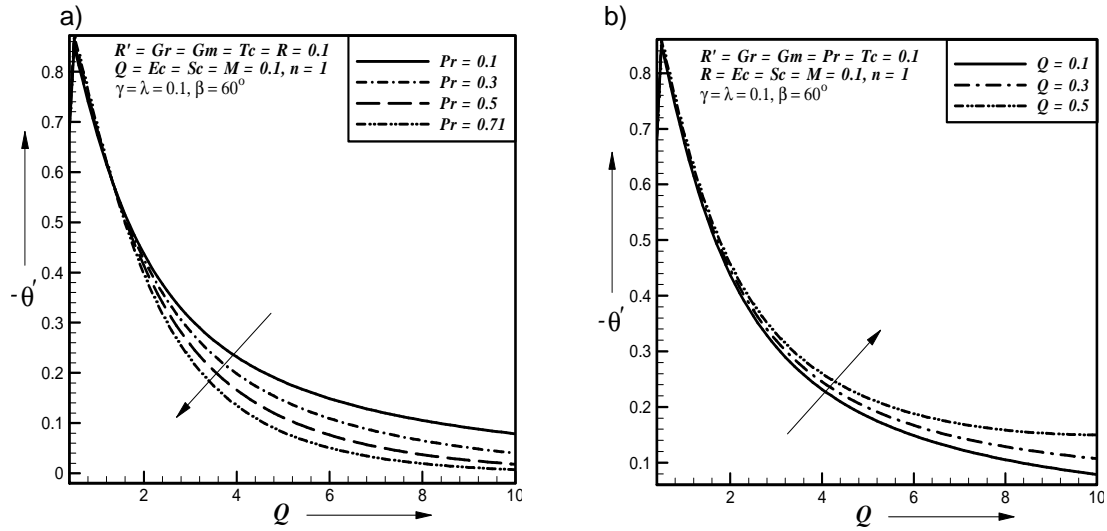 a)
R' = Gr = Gm = Tc = R = 0.1
Q = Ec = Sc = M = 0.1, n = 1
γ = λ = 0.1, β = 60°
Pr = 0.1
Pr = 0.3
Pr = 0.5
Pr = 0.71
0.8
0.7
0.6
0.5
0.4
0.3
0.2
0.1
0
-θ'
2
4
6
8
10
Q
b)
R' = Gr = Gm = Pr = Tc = 0.1
R = Ec = Sc = M = 0.1, n = 1
γ = λ = 0.1, β = 60°
Q = 0.1
Q = 0.3
Q = 0.5
0.8
0.7
0.6
0.5
0.4
0.3
0.2
0.1
-θ'
2
4
6
8
10
Q